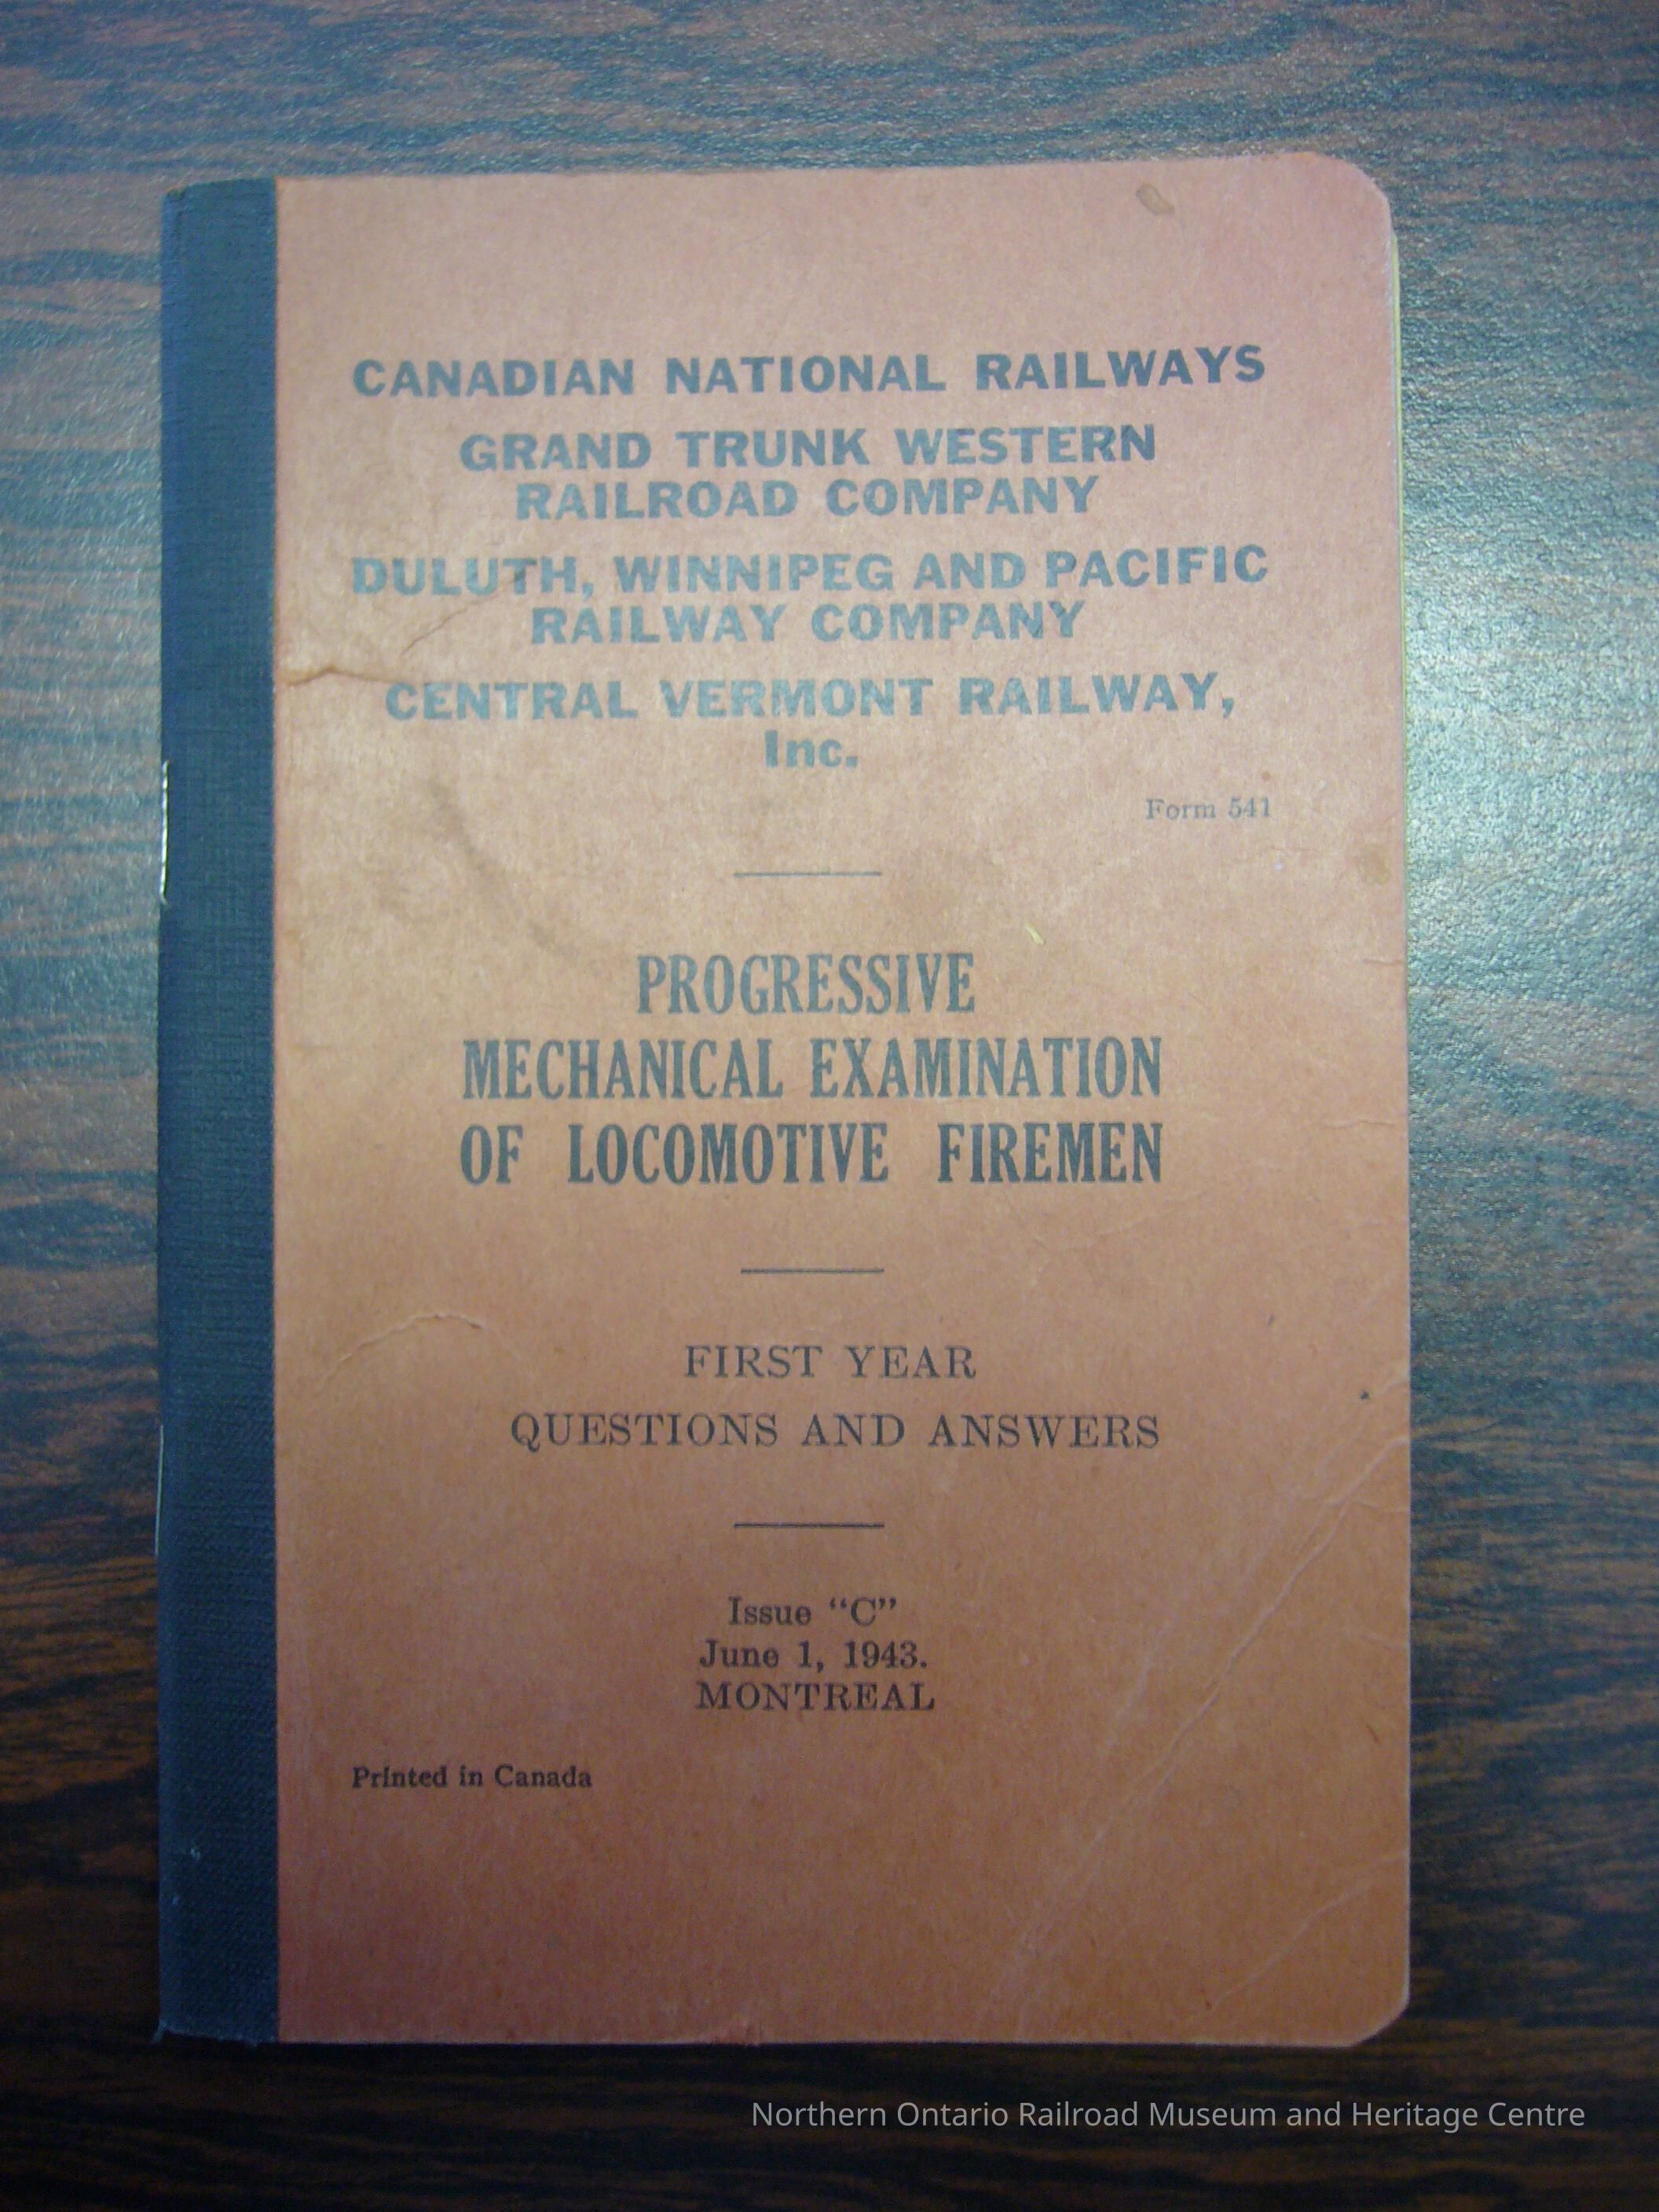 CANADIAN NATIONAL RAILWAYS
GRAND TRUNK WESTERN
RAILROAD COMPANY
DULUTH, WINNIPEG AND PACIFIC
RAILWAY COMPANY
CENTRAL VERMONT RAILWAY,
Inc.
Form 541
PROGRESSIVE
MECHANICAL EXAMINATION
OF LOCOMOTIVE FIREMEN
FIRST YEAR
QUESTIONS AND ANSWERS
Issue “C”
June 1, 1943.
MONTREAL
Printed in Canada
Northern Ontario Railroad Museum and Heritage Centre